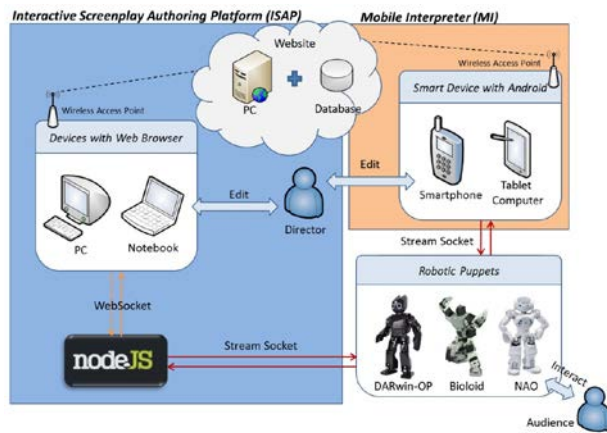 Interactive Screenplay Authoring Platform (ISAP)
Mobile Interpreter (MI)
Website
PC
Database
Wireless Access Point
Wireless Access Point
Devices with Web Browser
PC
Notebook
Edit
Director
Edit
Smart Device with Android
Smartphone
Tablet
Computer
Stream Socket
WebSocket
nodeJS
Stream Socket
Robotic Puppets
DARwin-OP
Bioloid
NAO
Interact
Audience